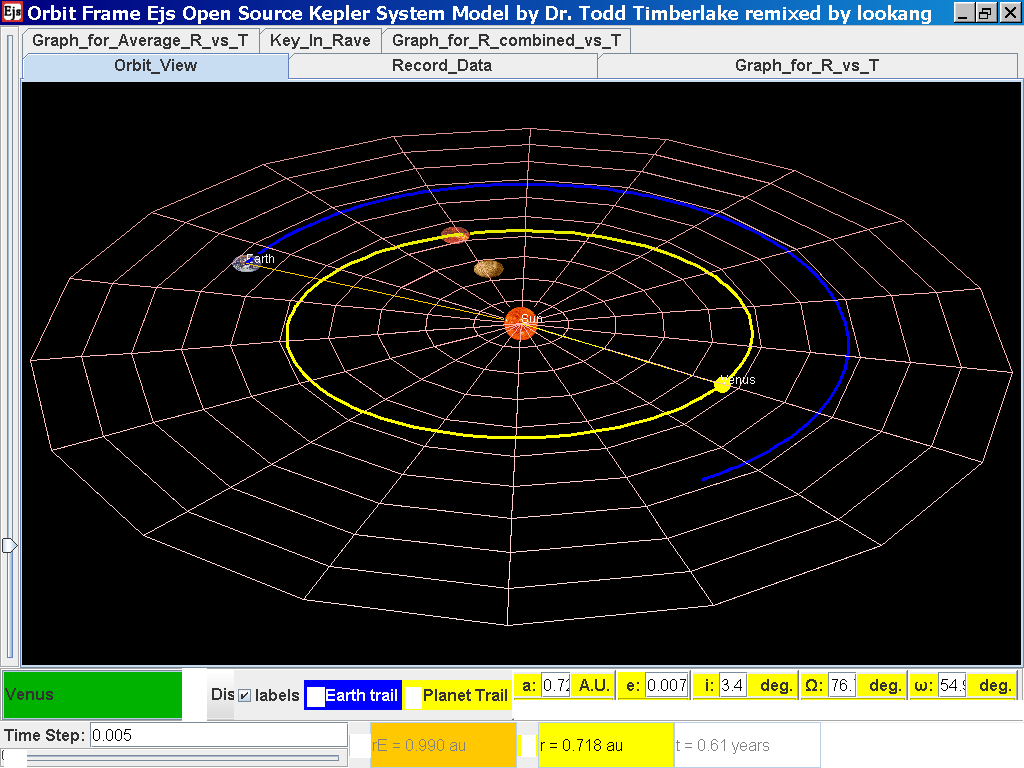 Ejs Orbit Frame Ejs Open Source Kepler System Model by Dr. Todd Timberlake remixed by lookang
Graph_for_Average_R_vs_T Key_In_Rave Graph_for_R_combined_vs_T
Orbit_View Record_Data Graph_for_R_vs_T
Earth
Sun
Venus
Venus Dis labels Earth trail Planet Trail a: 0.72 A.U. e: 0.007 i: 3.4 deg. Ω: 76. deg. ω: 54.9 deg.
Time Step: 0.005
rE = 0.990 au r = 0.718 au t = 0.61 years